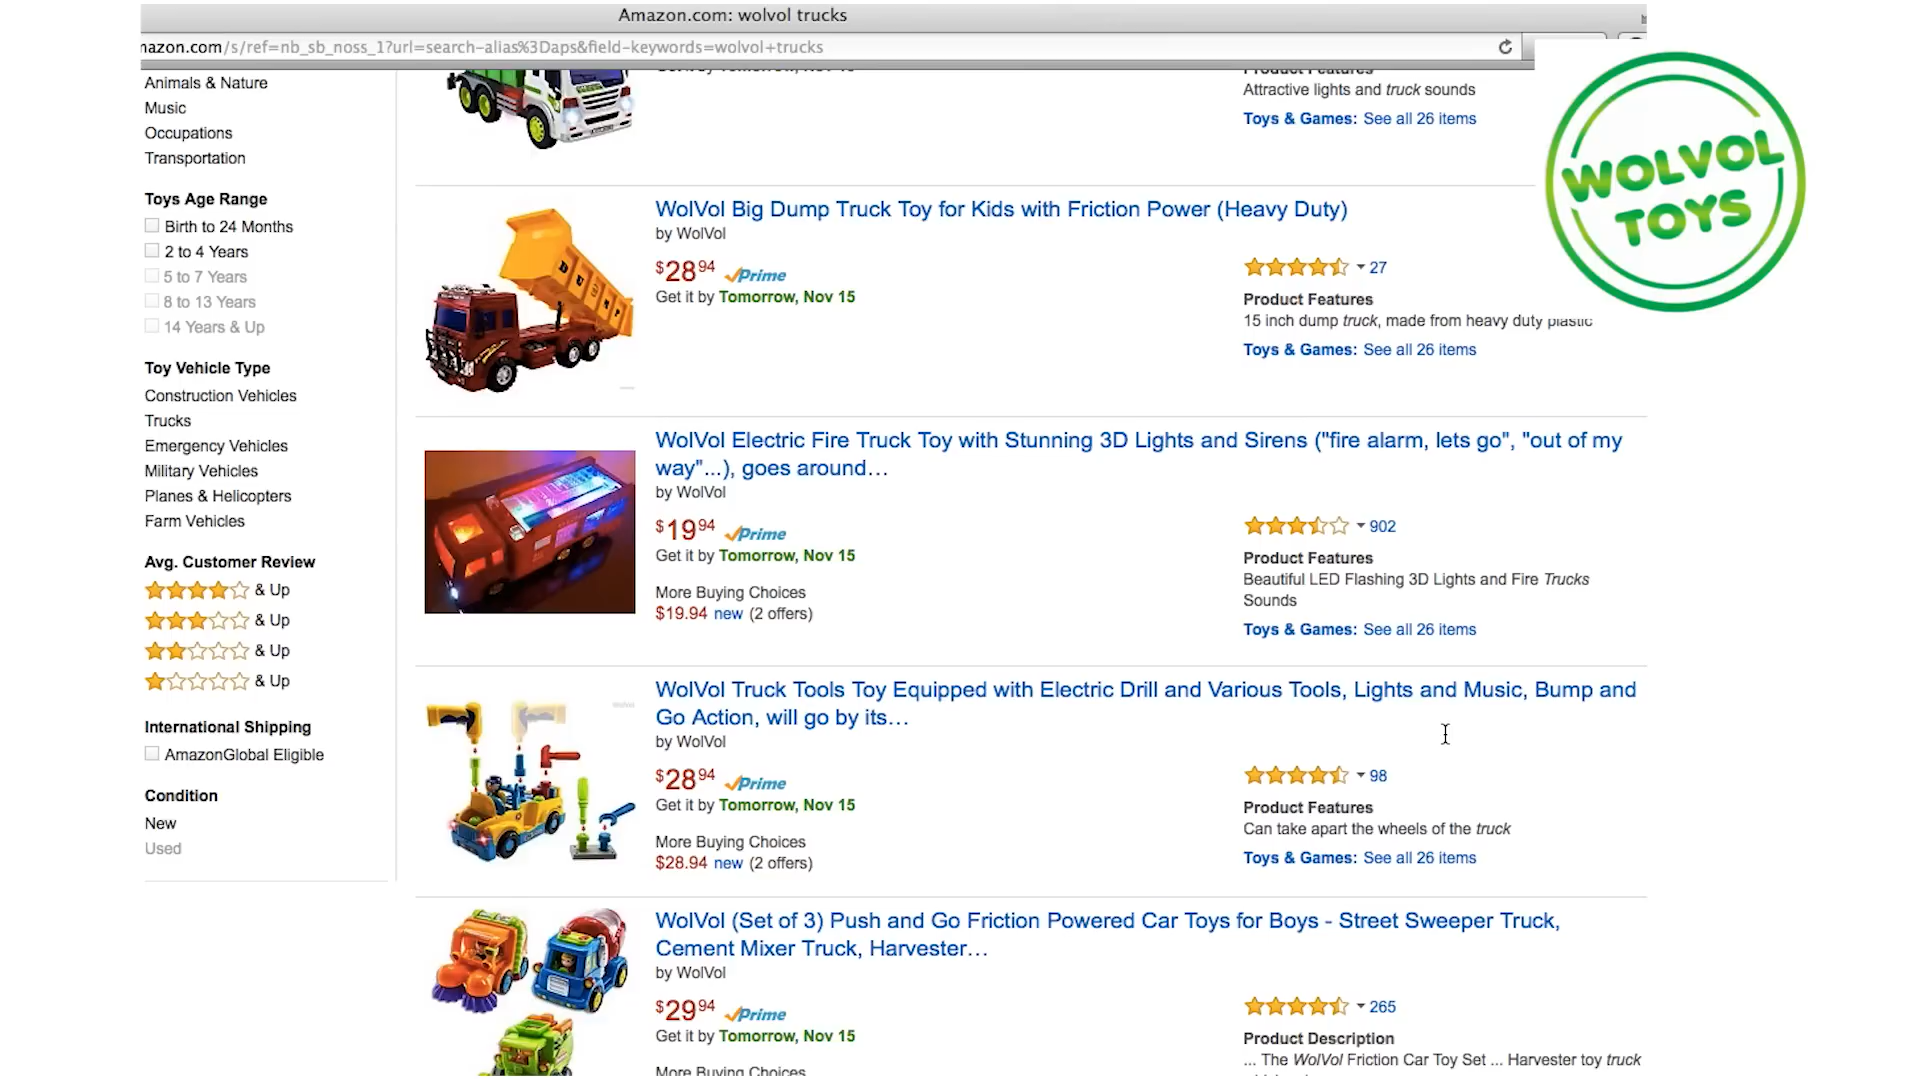 Amazon.com: wolvol trucks
nazon.com/s/ref=nb_sb_noss_1?url=search-alias%3Daps&field-keywords=wolvol+trucks
Animals & Nature
Music
Occupations
Transportation
Toys Age Range
Birth to 24 Months
2 to 4 Years
5 to 7 Years
8 to 13 Years
14 Years & Up
Toy Vehicle Type
Construction Vehicles
Trucks
Emergency Vehicles
Military Vehicles
Planes & Helicopters
Farm Vehicles
Avg. Customer Review
& Up
& Up
& Up
& Up
International Shipping
AmazonGlobal Eligible
Condition
New
Used
Product Features
Attractive lights and truck sounds
Toys & Games: See all 26 items
WOLVOL
TOYS
WolVol Big Dump Truck Toy for Kids with Friction Power (Heavy Duty)
by WolVol
$28 94 Prime
Get it by Tomorrow, Nov 15
27
Product Features
15 inch dump truck, made from heavy duty plastic
Toys & Games: See all 26 items
DUMP
WolVol Electric Fire Truck Toy with Stunning 3D Lights and Sirens ("fire alarm, lets go", "out of my
way"...), goes around...
by WolVol
$19 94 Prime
Get it by Tomorrow, Nov 15
More Buying Choices
$19.94 new (2 offers)
902
Product Features
Beautiful LED Flashing 3D Lights and Fire Trucks
Sounds
Toys & Games: See all 26 items
WolVol Truck Tools Toy Equipped with Electric Drill and Various Tools, Lights and Music, Bump and
Go Action, will go by its...
by WolVol
$28 94 Prime
Get it by Tomorrow, Nov 15
More Buying Choices
$28.94 new (2 offers)
98
Product Features
Can take apart the wheels of the truck
Toys & Games: See all 26 items
WolVol (Set of 3) Push and Go Friction Powered Car Toys for Boys - Street Sweeper Truck,
Cement Mixer Truck, Harvester...
by WolVol
$29 94 Prime
Get it by Tomorrow, Nov 15
More Buying Choices
265
Product Description
... The WolVol Friction Car Toy Set ... Harvester toy truck